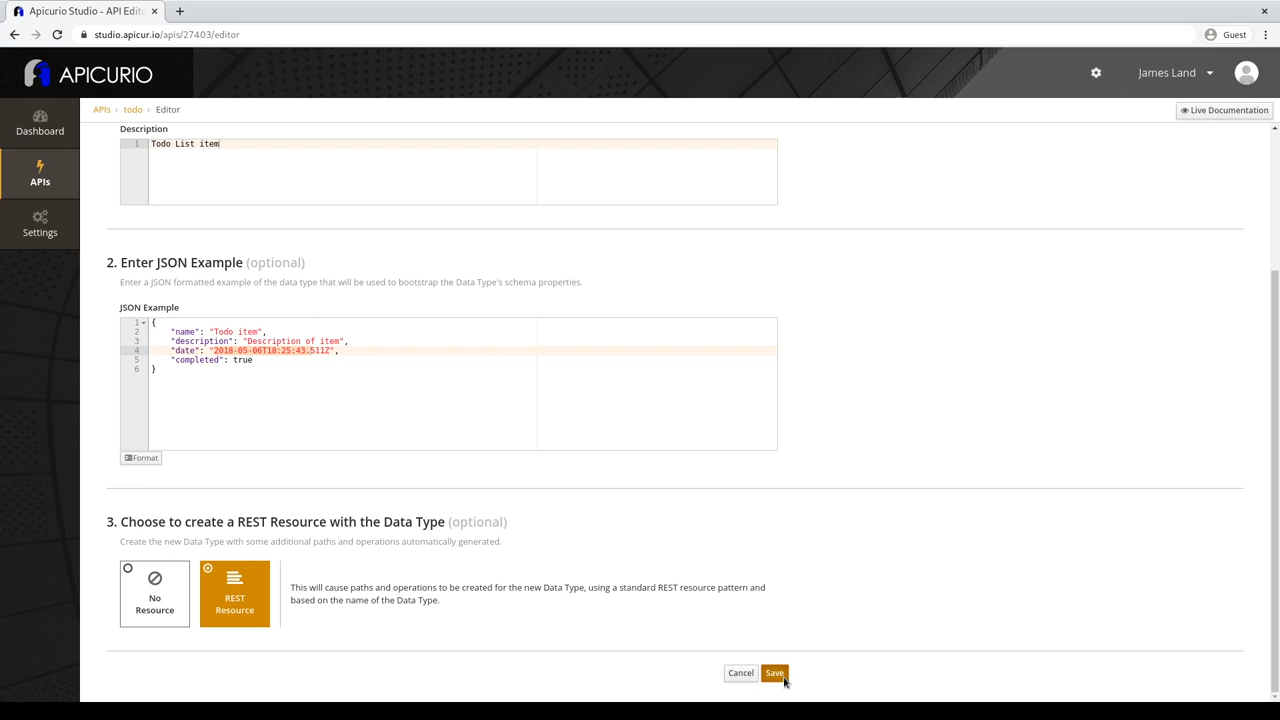 Apicurio Studio - API Edito
studio.apicur.io/apis/27403/editor
Guest
APICURIO
James Land
Dashboard
APIs
Settings
APIs › todo › Editor
Live Documentation
Description
1 Todo List item
2. Enter JSON Example (optional)
Enter a JSON formatted example of the data type that will be used to bootstrap the Data Type's schema properties.
JSON Example
1 {
2 "name": "Todo item",
3 "description": "Description of item",
4 "date": "2018-05-06T18:25:43.511Z",
5 "completed": true
6 }
Format
3. Choose to create a REST Resource with the Data Type (optional)
Create the new Data Type with some additional paths and operations automatically generated.
No
Resource
REST
Resource
This will cause paths and operations to be created for the new Data Type, using a standard REST resource pattern and
based on the name of the Data Type.
Cancel
Save